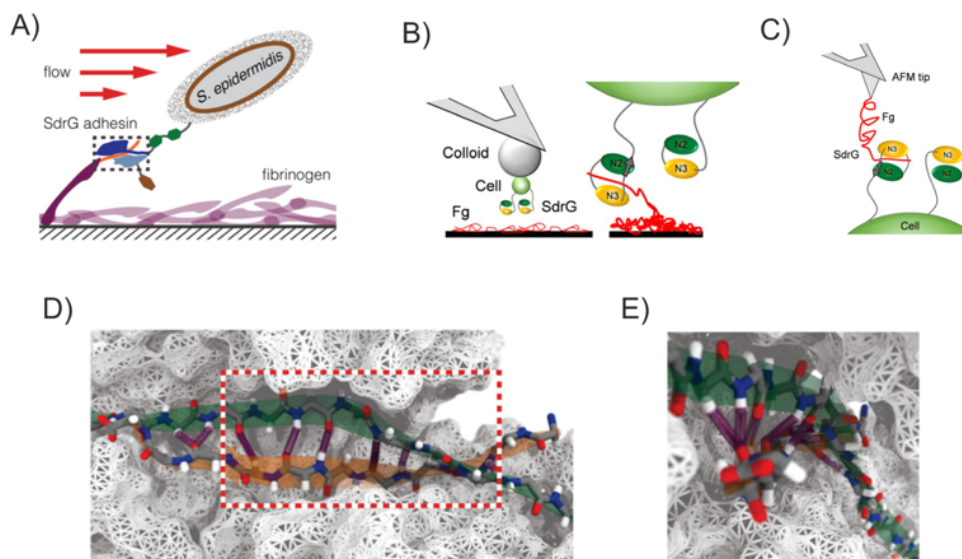 A)
flow
S. epidermidis
SdrG adhesin
fibrinogen
B)
Colloid
Cell
SdrG
Fg
N2
N3
N2
N3
C)
AFM tip
Fg
SdrG
N3
N2
N3
N2
Cell
D)
E)